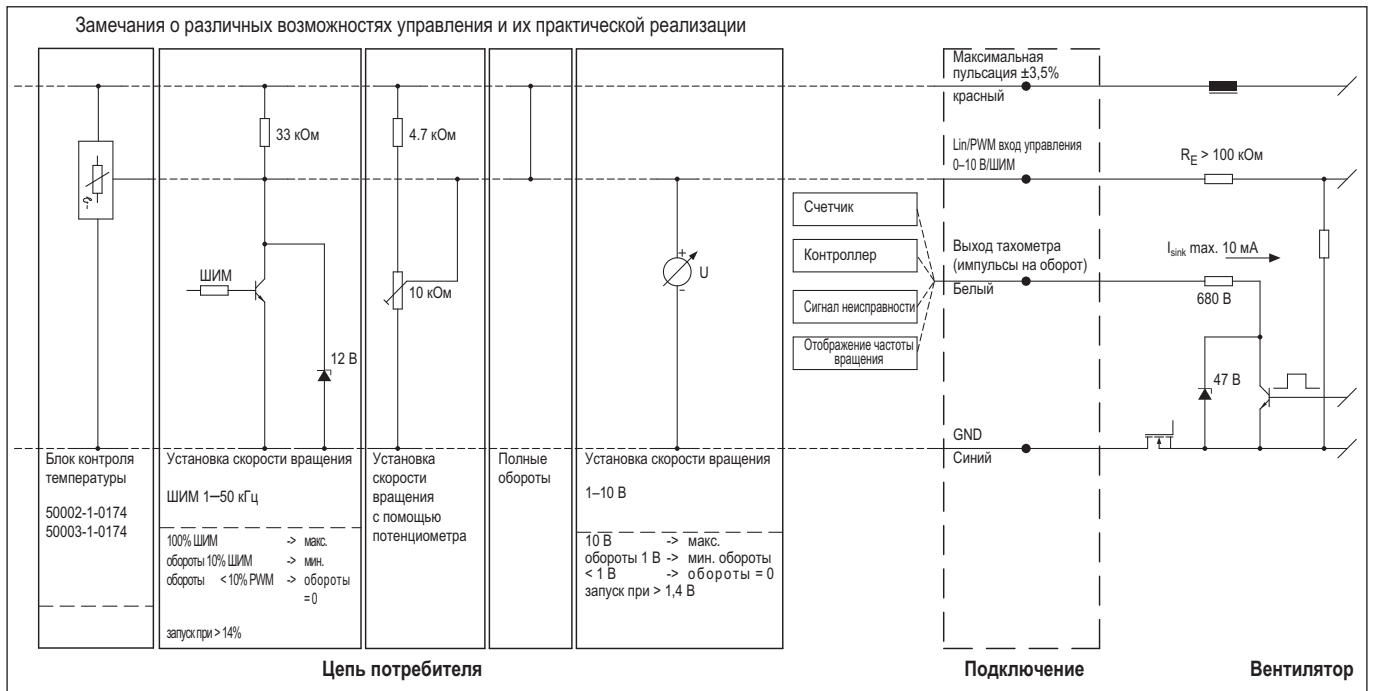 Замечания о различных возможностях управления и их практической реализации
33 кОм
ШИМ
12 В
4.7 кОм
10 кОм
+
U
-
Счетчик
Контроллер
Сигнал неисправности
Отображение частоты
вращения
Максимальная
пульсация ±3,5%
красный
Lin/PWM вход управления
0–10 В/ШИМ
Выход тахометра
(импульсы на оборот)
Белый
GND
Синий
RE > 100 кОм
Isink max. 10 мА
680 В
47 В
Блок контроля
температуры
50002-1-0174
50003-1-0174
Установка скорости вращения
ШИМ 1—50 кГц
100% ШИМ -> макс.
обороты 10% ШИМ -> мин.
обороты < 10% PWM -> обороты
= 0
запуск при > 14%
Установка
скорости
вращения
с помощью
потенциометра
Полные
обороты
Установка скорости вращения
1–10 В
10 В -> макс.
обороты 1 В -> мин. обороты
< 1 В -> обороты = 0
запуск при > 1,4 В
Цепь потребителя
Подключение
Вентилятор